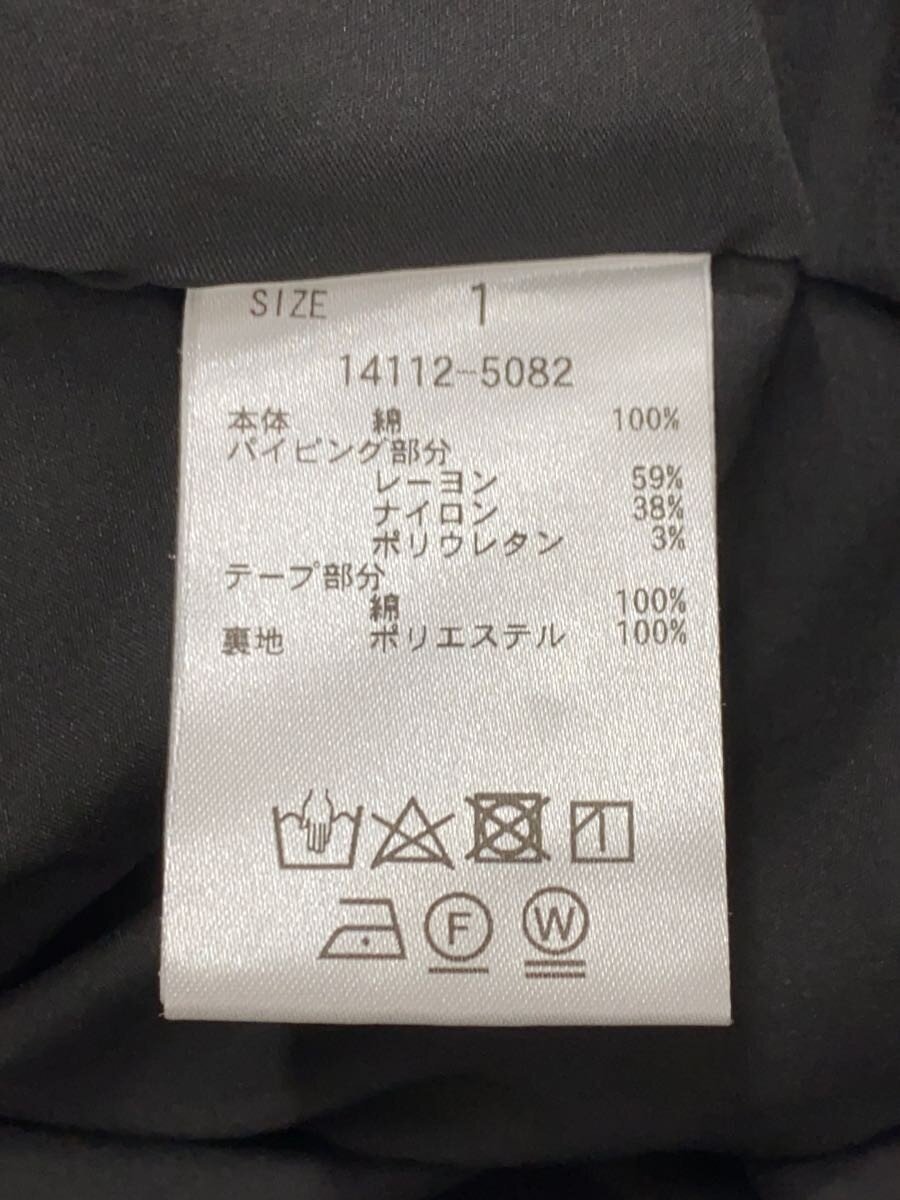 SIZE 1
14112-5082
本体 綿 100%
パイピング部分
レーヨン 59%
ナイロン 38%
ポリウレタン 3%
テープ部分
綿 100%
裏地 ポリエステル 100%
F W